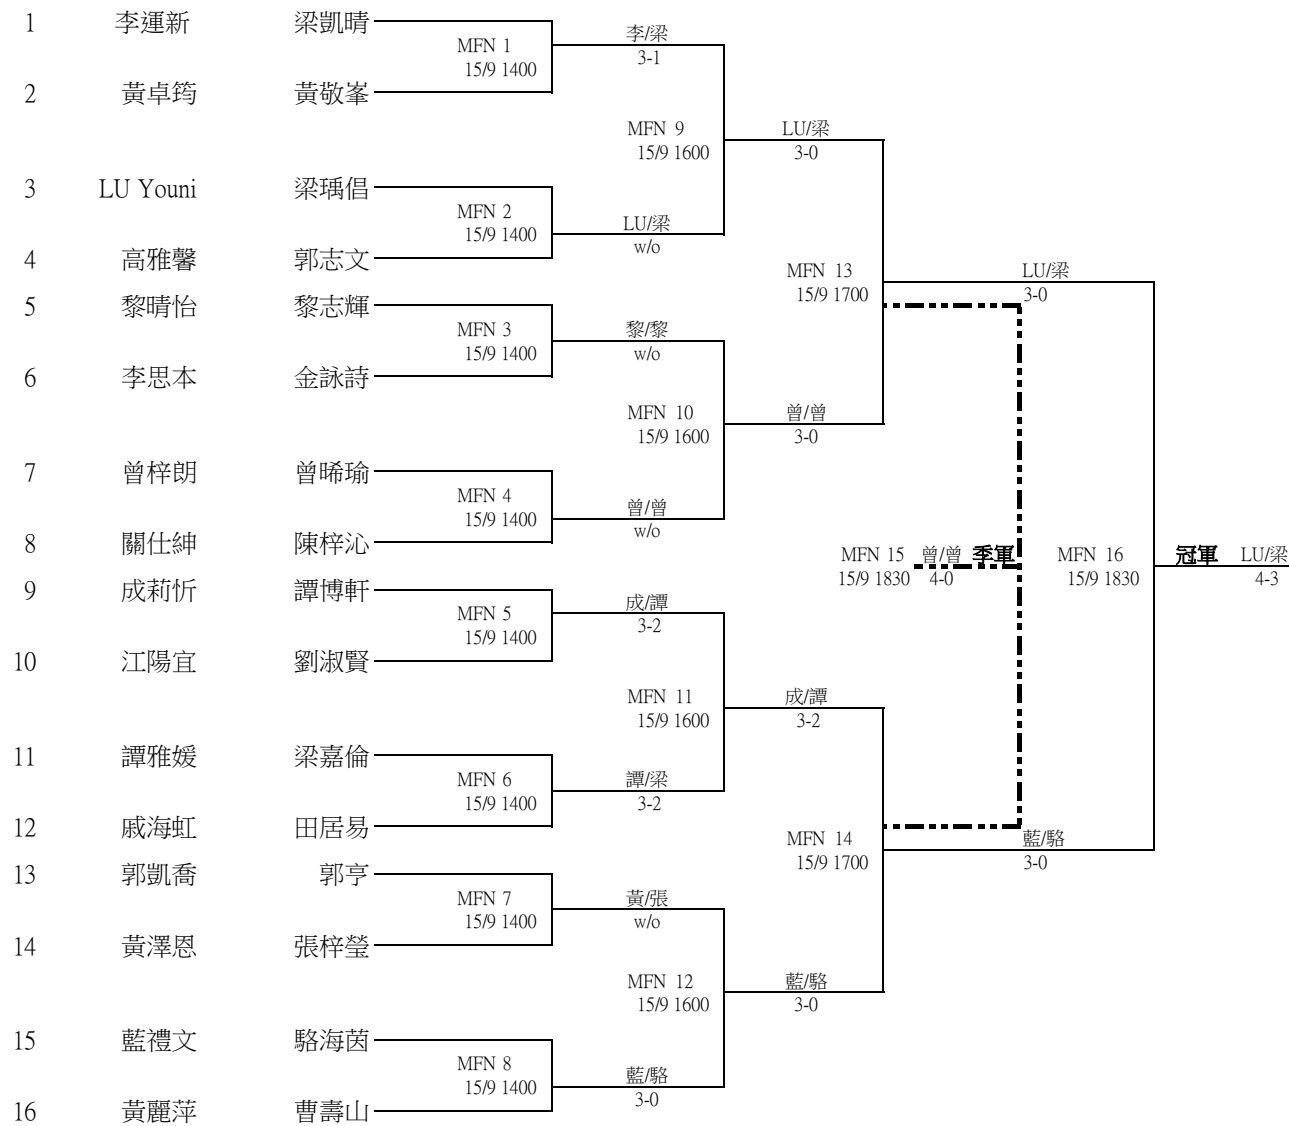 1 李運新 梁凱晴
MFN 1 李/梁
15/9 1400 3-1
2 黃卓筠 黃敬峯
MFN 9 LU/梁
15/9 1600 3-0
3 LU Youni 梁瑀倡
MFN 2 LU/梁
15/9 1400 w/o
4 高雅馨 郭志文
MFN 13 LU/梁
15/9 1700 3-0
5 黎晴怡 黎志輝
MFN 3 黎/黎
15/9 1400 w/o
6 李思本 金詠詩
MFN 10 曾/曾
15/9 1600 3-0
7 曾梓朗 曾晞瑜
MFN 4 曾/曾
15/9 1400 w/o
8 關仕紳 陳梓沁
MFN 15 曾/曾 季軍 MFN 16 冠軍 LU/梁
15/9 1830 4-0 15/9 1830 4-3
9 成莉忻 譚博軒
MFN 5 成/譚
15/9 1400 3-2
10 江陽宜 劉淑賢
MFN 11 成/譚
15/9 1600 3-2
11 譚雅媛 梁嘉倫
MFN 6 譚/梁
15/9 1400 3-2
12 戚海虹 田居易
MFN 14 藍/駱
15/9 1700 3-0
13 郭凱喬 郭亨
MFN 7 黃/張
15/9 1400 w/o
14 黃澤恩 張梓瑩
MFN 12 藍/駱
15/9 1600 3-0
15 藍禮文 駱海茵
MFN 8 藍/駱
15/9 1400 3-0
16 黃麗萍 曹壽山